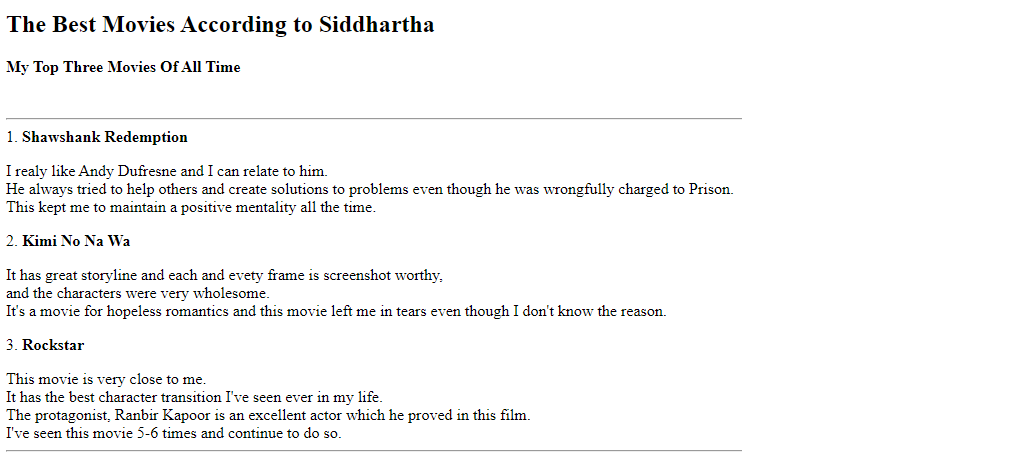 The Best Movies According to Siddhartha
My Top Three Movies Of All Time
1. Shawshank Redemption
I realy like Andy Dufresne and I can relate to him.
He always tried to help others and create solutions to problems even though he was wrongfully charged to Prison.
This kept me to maintain a positive mentality all the time.
2. Kimi No Na Wa
It has great storyline and each and evety frame is screenshot worthy,
and the characters were very wholesome.
It's a movie for hopeless romantics and this movie left me in tears even though I don't know the reason.
3. Rockstar
This movie is very close to me.
It has the best character transition I've seen ever in my life.
The protagonist, Ranbir Kapoor is an excellent actor which he proved in this film.
I've seen this movie 5-6 times and continue to do so.